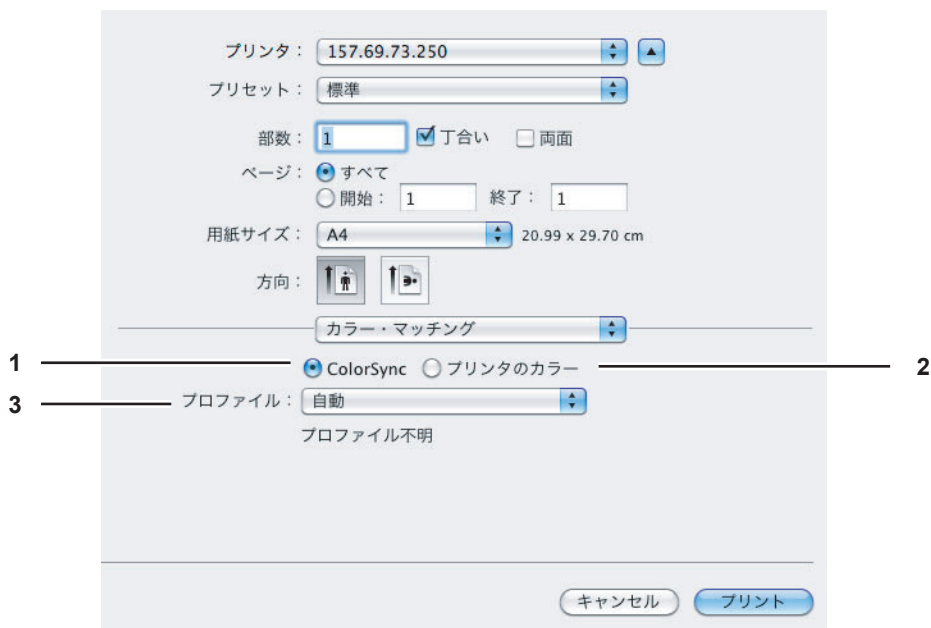 プリンタ： 157.69.73.250
プリセット： 標準
部数： 1 丁合い 両面
ページ： すべて
開始： 1 終了： 1
用紙サイズ： A4 20.99 x 29.70 cm
方向：
カラー・マッチング
1 ColorSync プリンタのカラー 2
3 プロファイル： 自動
プロファイル不明
キャンセル プリント